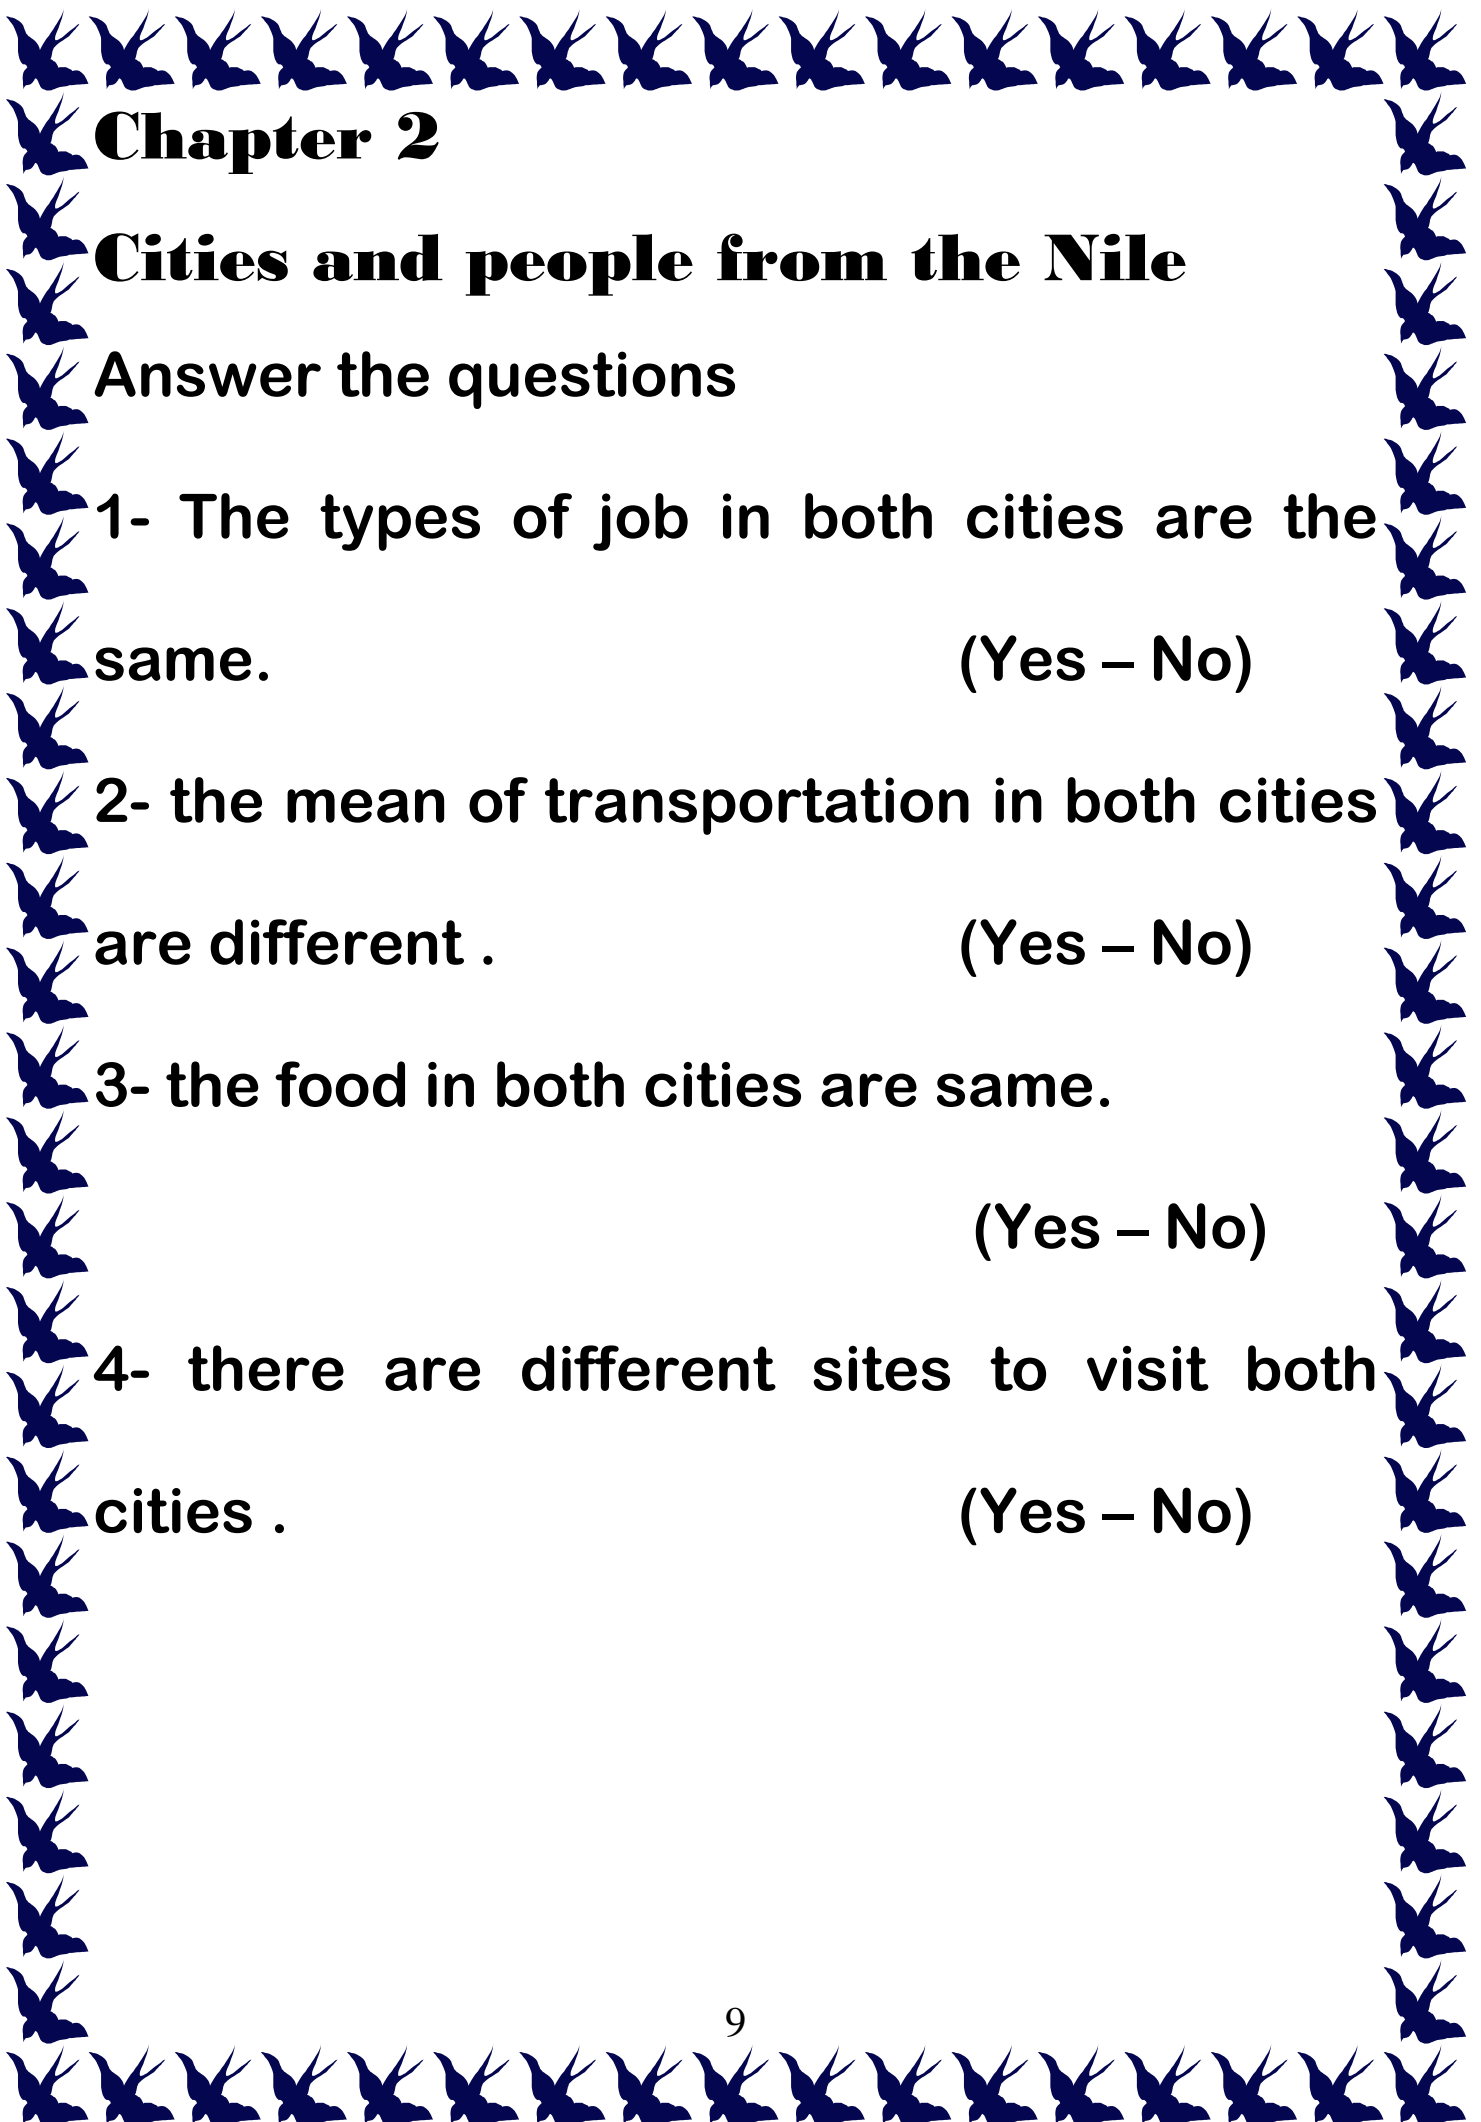 Chapter 2
Cities and people from the Nile
Answer the questions
1- The types of job in both cities are the
same. (Yes – No)
2- the mean of transportation in both cities
are different . (Yes – No)
3- the food in both cities are same.
(Yes – No)
4- there are different sites to visit both
cities . (Yes – No)
9